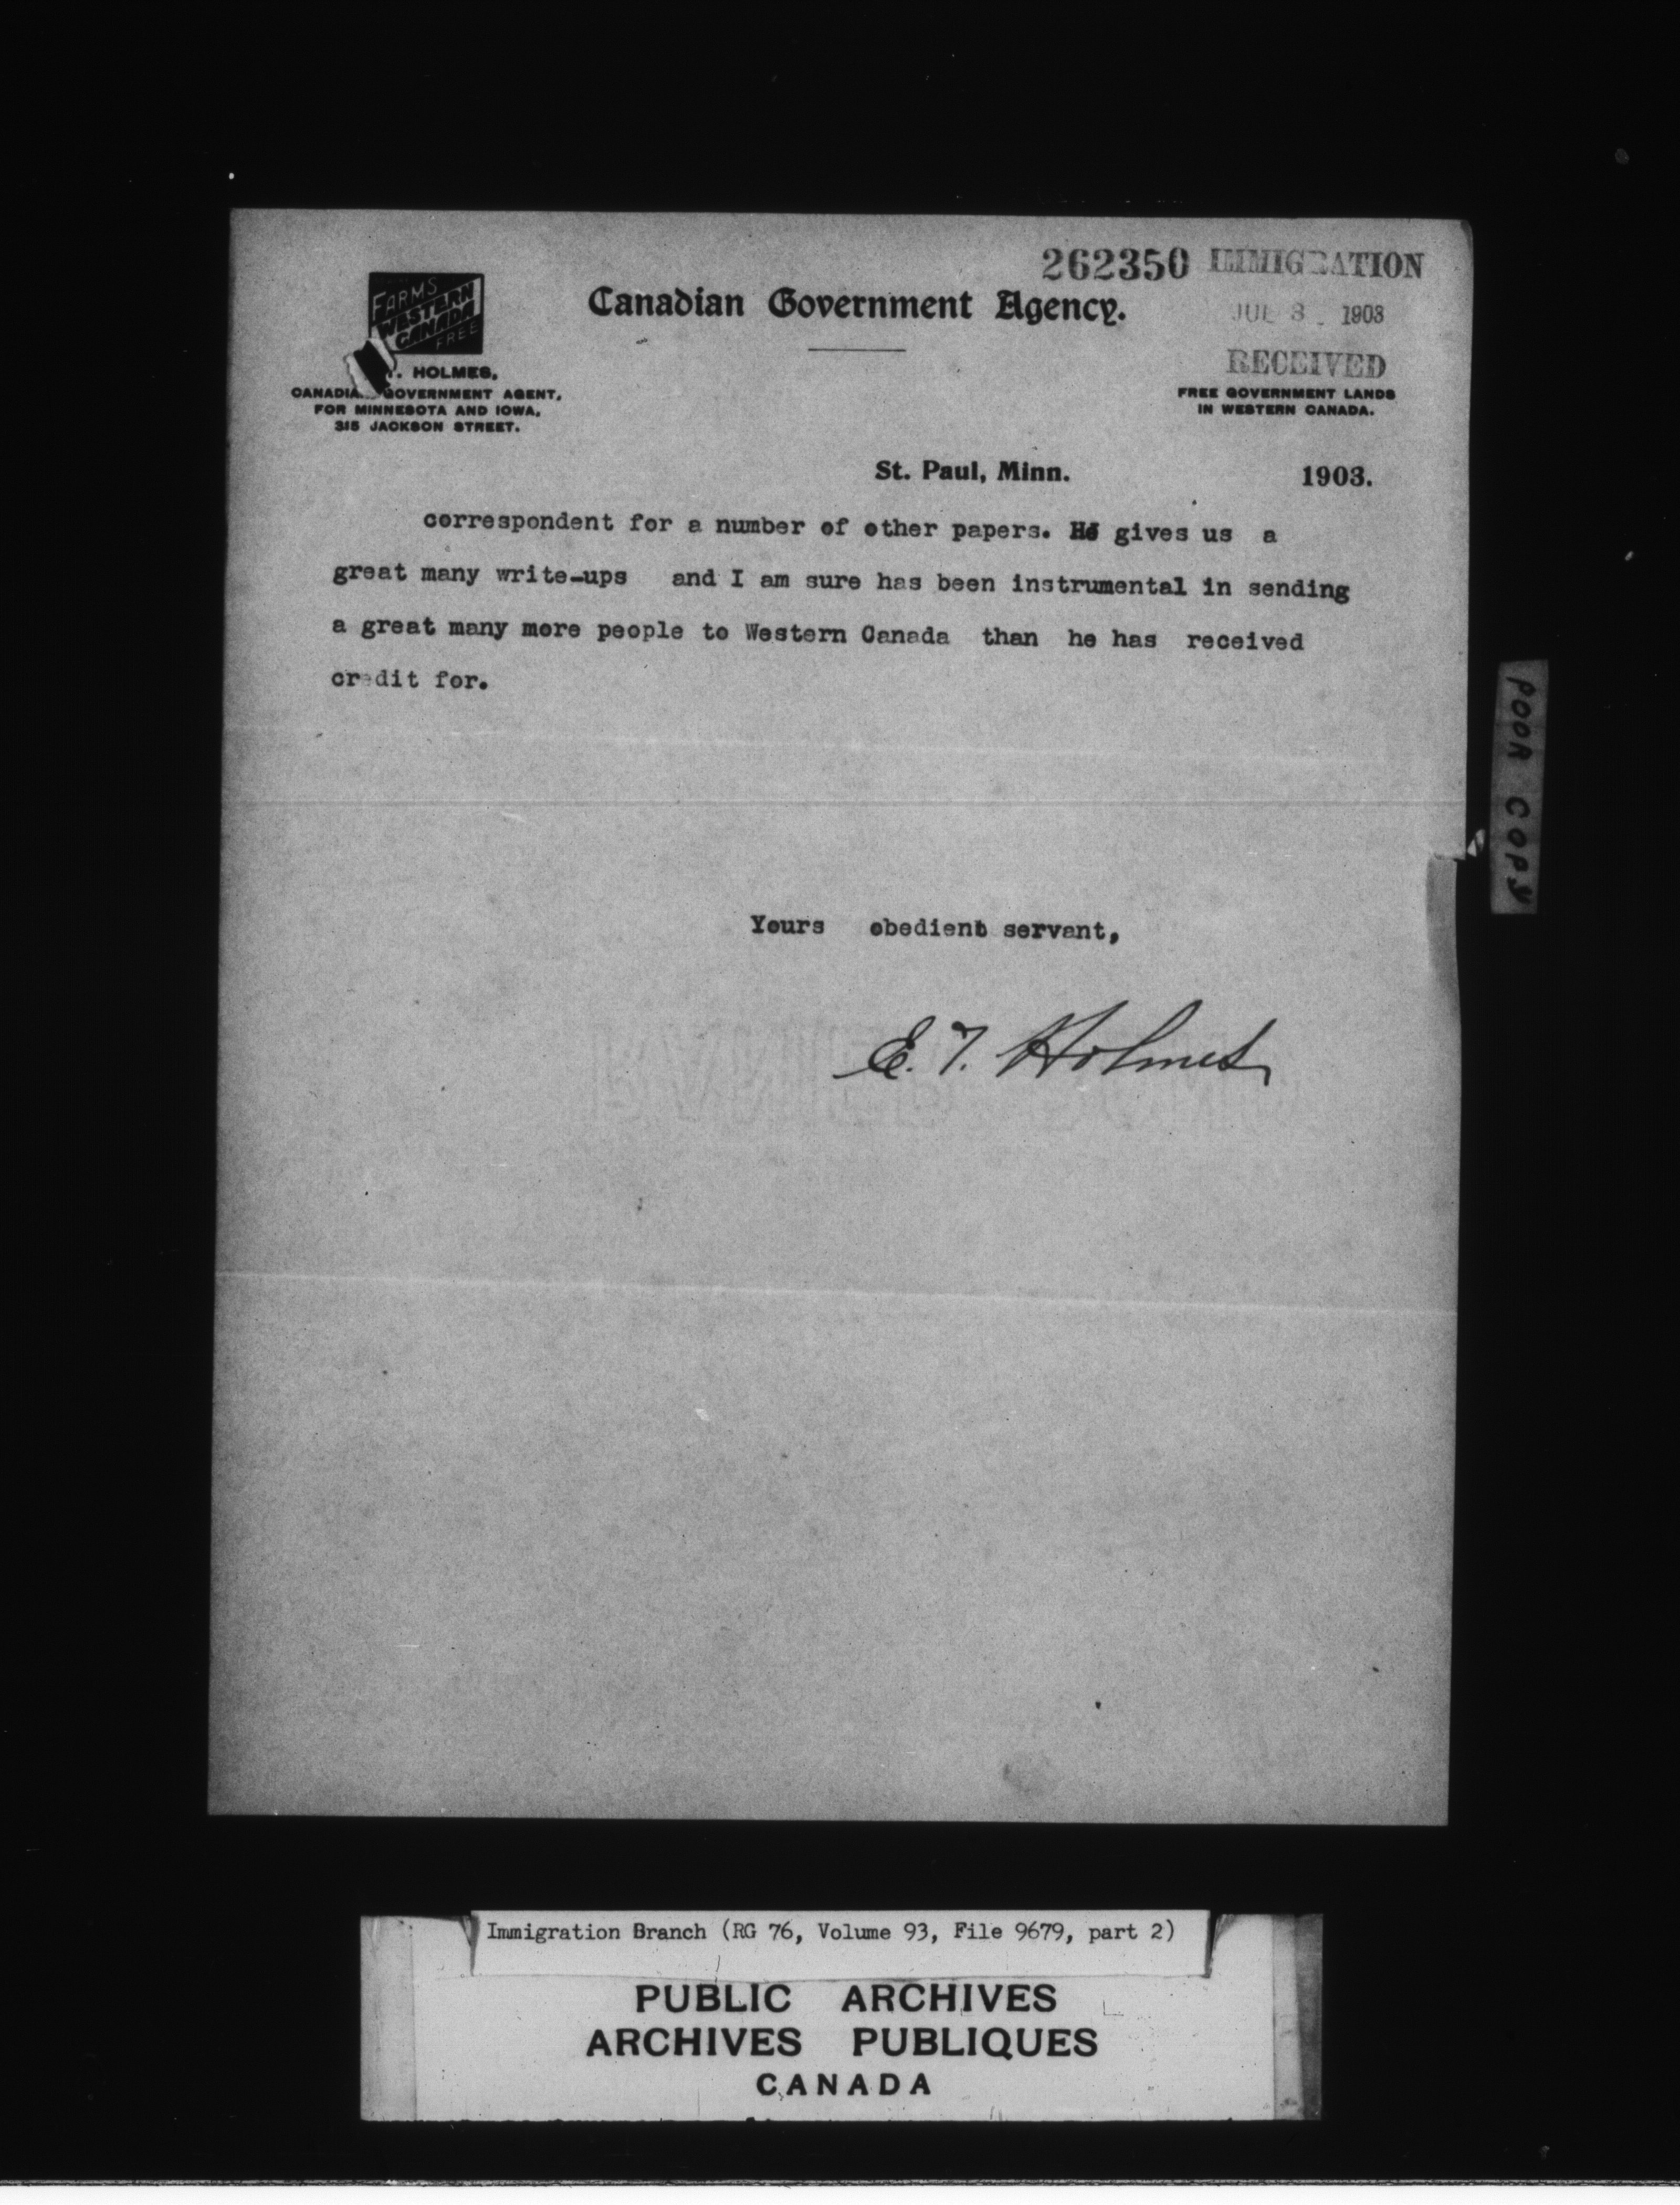 262350 IMMIGRATION
Canadian Government Agency.
JUL 3 1903
RECEIVED
FARMS
WESTERN
CANADA
FREE
T. HOLMES,
CANADIA GOVERNMENT AGENT,
FOR MINNESOTA AND IOWA,
315 JACKSON STREET.
FREE GOVERNMENT LANDS
IN WESTERN CANADA.
St. Paul, Minn. 1903.
correspondent for a number of other papers. He gives us a
great many write-ups and I am sure has been instrumental in sending
a great many more people to Western Canada than he has received
credit for.
Yours obedient servant,
E. T. Holmes
POOR COPY
Immigration Branch (RG 76, Volume 93, File 9679, part 2)
PUBLIC ARCHIVES
ARCHIVES PUBLIQUES
CANADA